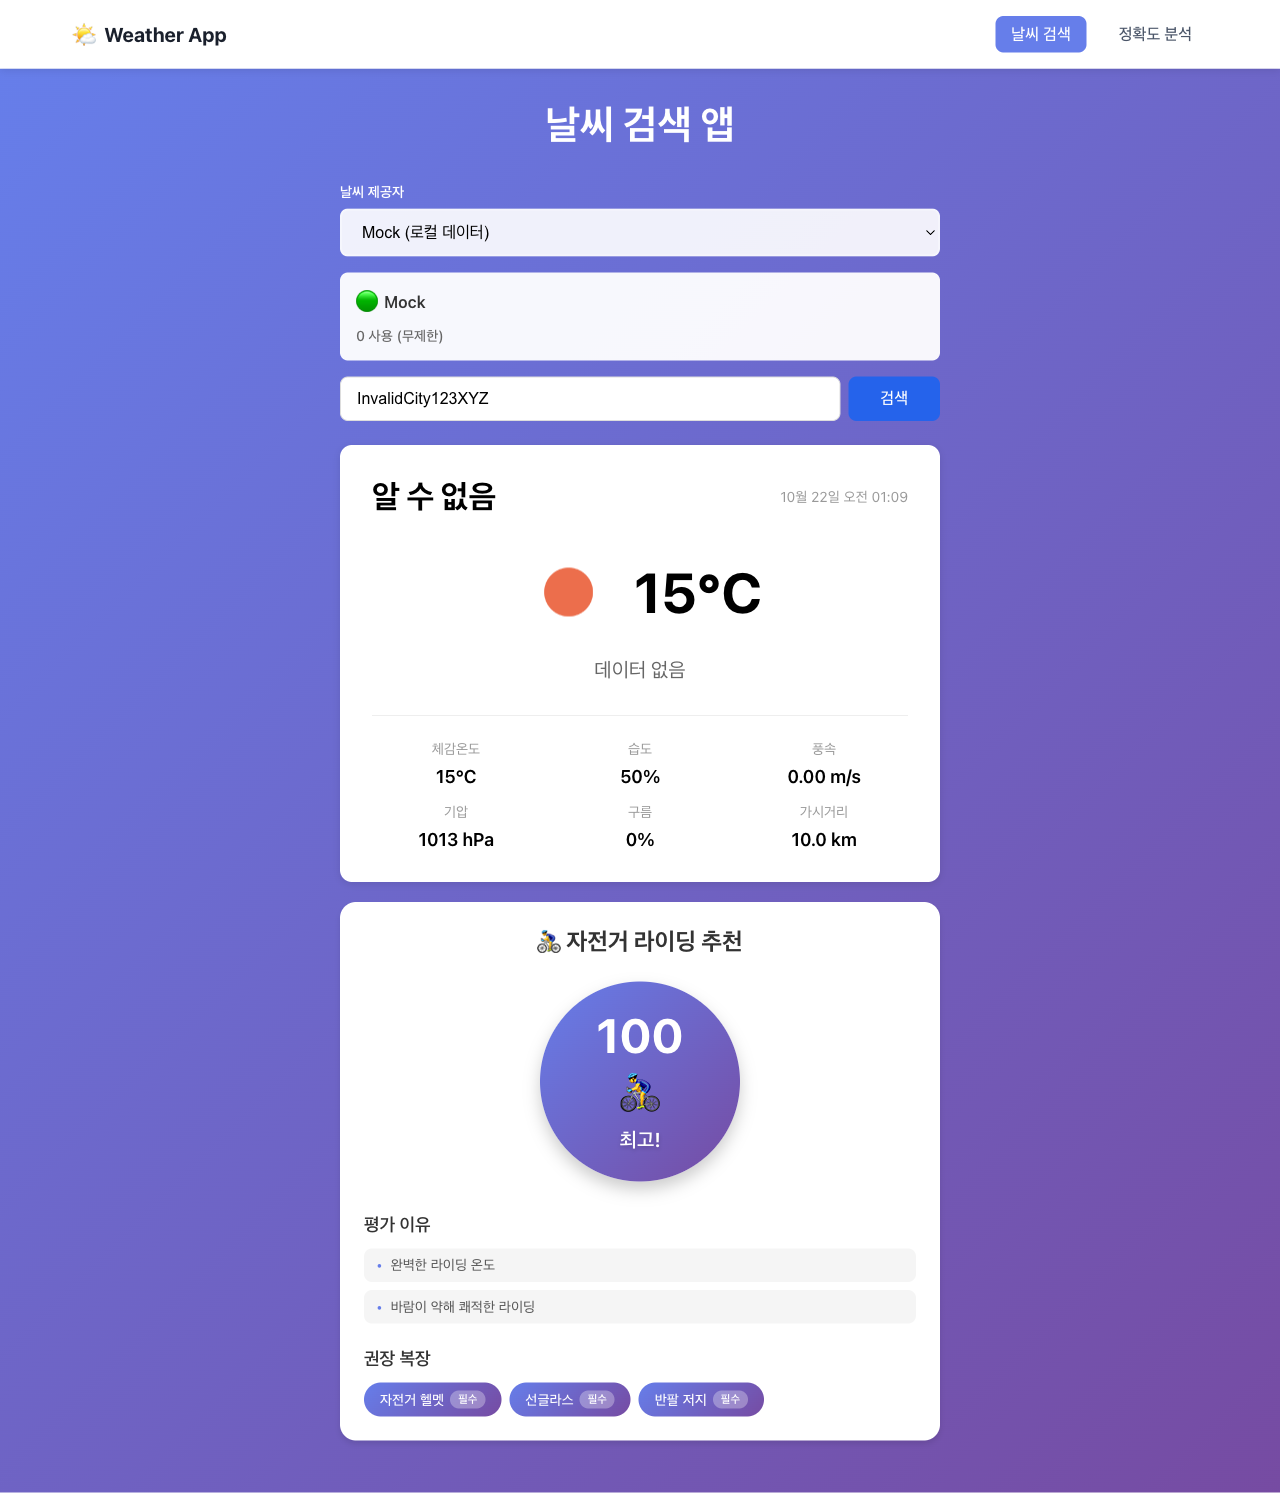 Weather App
날씨 검색
정확도 분석
날씨 검색 앱
날씨 제공자
Mock (로컬 데이터)
Mock
0 사용 (무제한)
InvalidCity123XYZ
검색
알 수 없음
10월 22일 오전 01:09
15°C
데이터 없음
체감온도 습도 풍속
15°C 50% 0.00 m/s
기압 구름 가시거리
1013 hPa 0% 10.0 km
자전거 라이딩 추천
100
최고!
평가 이유
• 완벽한 라이딩 온도
• 바람이 약해 쾌적한 라이딩
권장 복장
자전거 헬멧 필수 선글라스 필수 반팔 저지 필수